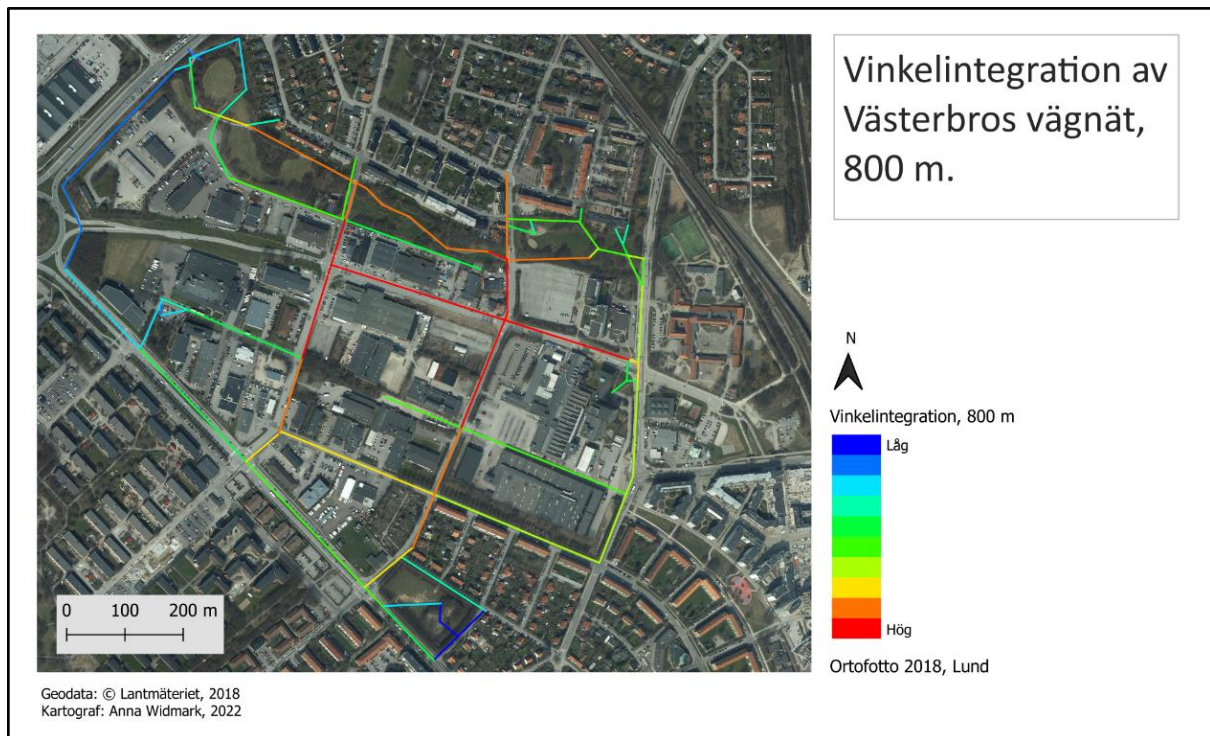 Vinkelintegration av
Västerbros vägnät,
800 m.
N
Vinkelintegration, 800 m
Låg
Hög
Ortofotto 2018, Lund
0 100 200 m
Geodata: © Lantmäteriet, 2018
Kartograf: Anna Widmark, 2022